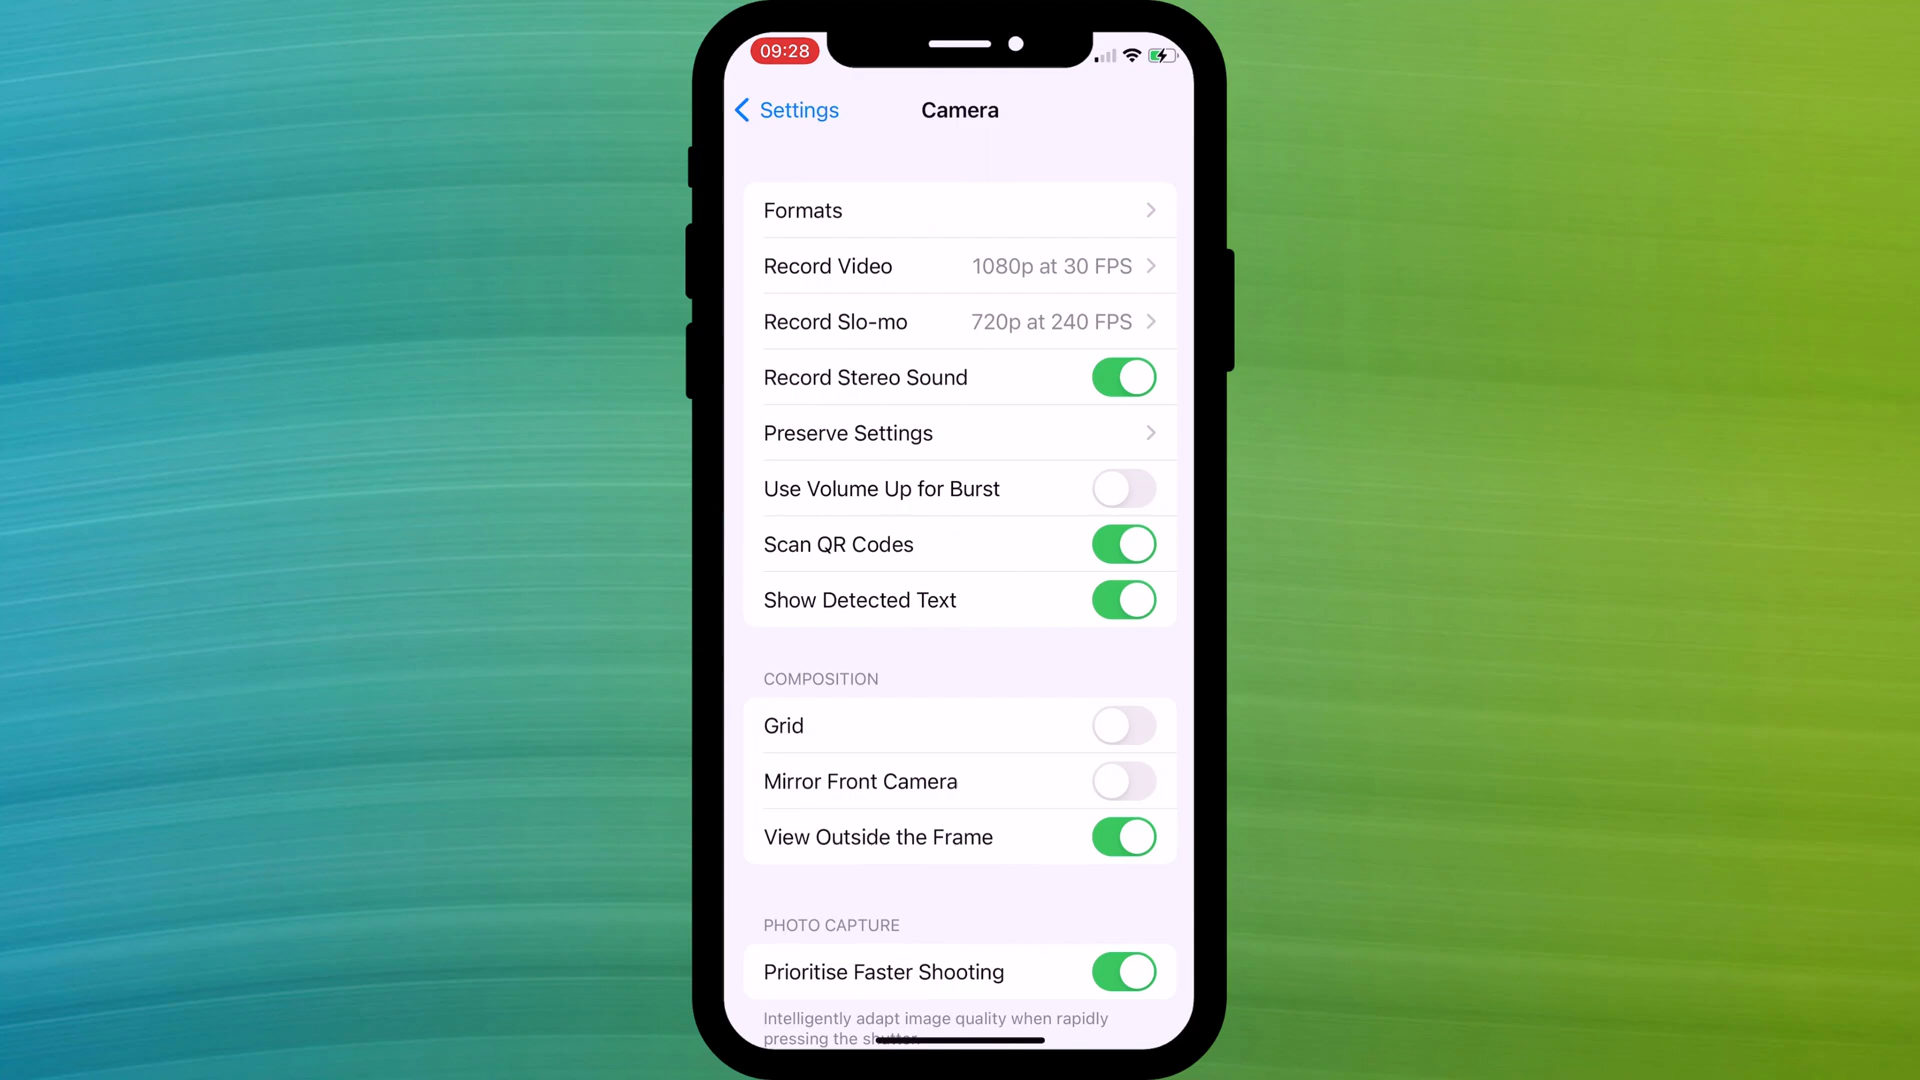 09:28
Settings
Camera
Formats
Record Video 1080p at 30 FPS
Record Slo-mo 720p at 240 FPS
Record Stereo Sound
Preserve Settings
Use Volume Up for Burst
Scan QR Codes
Show Detected Text
COMPOSITION
Grid
Mirror Front Camera
View Outside the Frame
PHOTO CAPTURE
Prioritise Faster Shooting
Intelligently adapt image quality when rapidly
pressing the shutter.